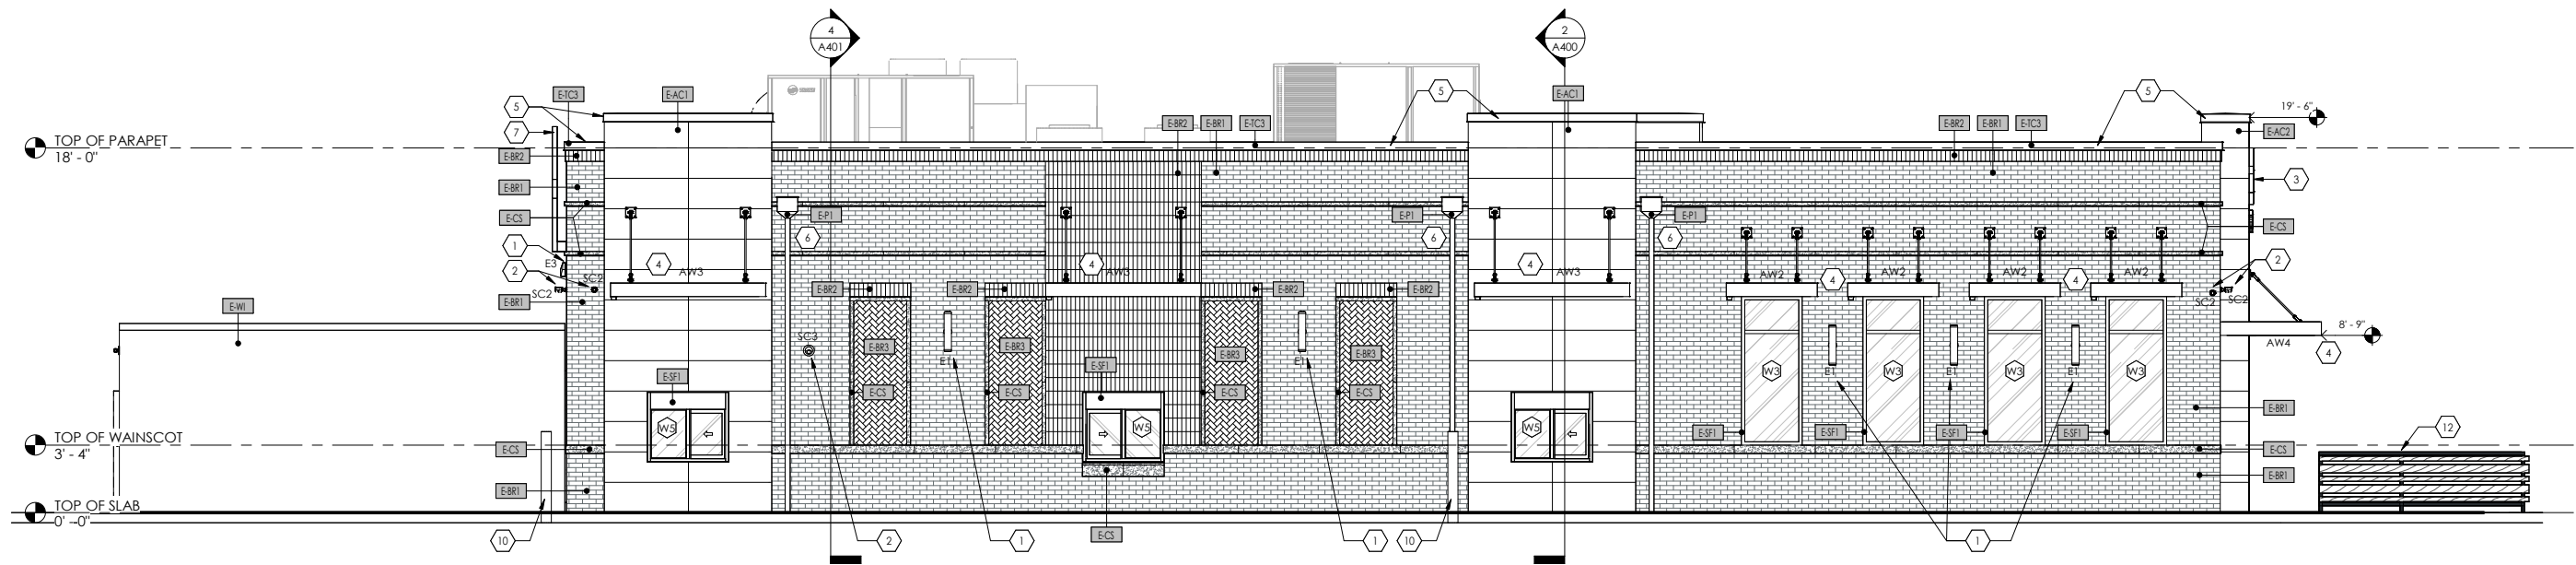 4
A401
2
A400
E-TC3
E-AC1
E-AC1
5
5
5
19' - 6"
7
E-BR2
E-BR1
E-TC3
E-BR2
E-BR1
E-TC3
E-AC2
TOP OF PARAPET
18' - 0"
E-BR2
E-BR1
3
E-CS
E-P1
E-P1
E-P1
E-CS
1
6
6
6
E3
2
SC2
SC2
4
AW3
4
AW3
4
AW3
AW2
4
AW2
AW2
4
AW2
2
SC2
SC2
E-BR1
E-BR2
E-BR2
E-BR2
E-BR2
E-WI
8' - 9"
AW4
4
SC3
E-BR3
E-BR3
E-BR3
E-BR3
E1
E1
E1
E1
E1
E-SF1
E-SF1
W3
W3
W3
W3
E-CS
E-CS
E-CS
E-CS
E-BR1
W5
W5
W5
E-SF1
E-SF1
E-SF1
E-SF1
12
TOP OF WAINSCOT
3' - 4"
E-CS
E-CS
E-BR1
E-BR1
TOP OF SLAB
0' - 0"
E-CS
10
2
1
1
10
1